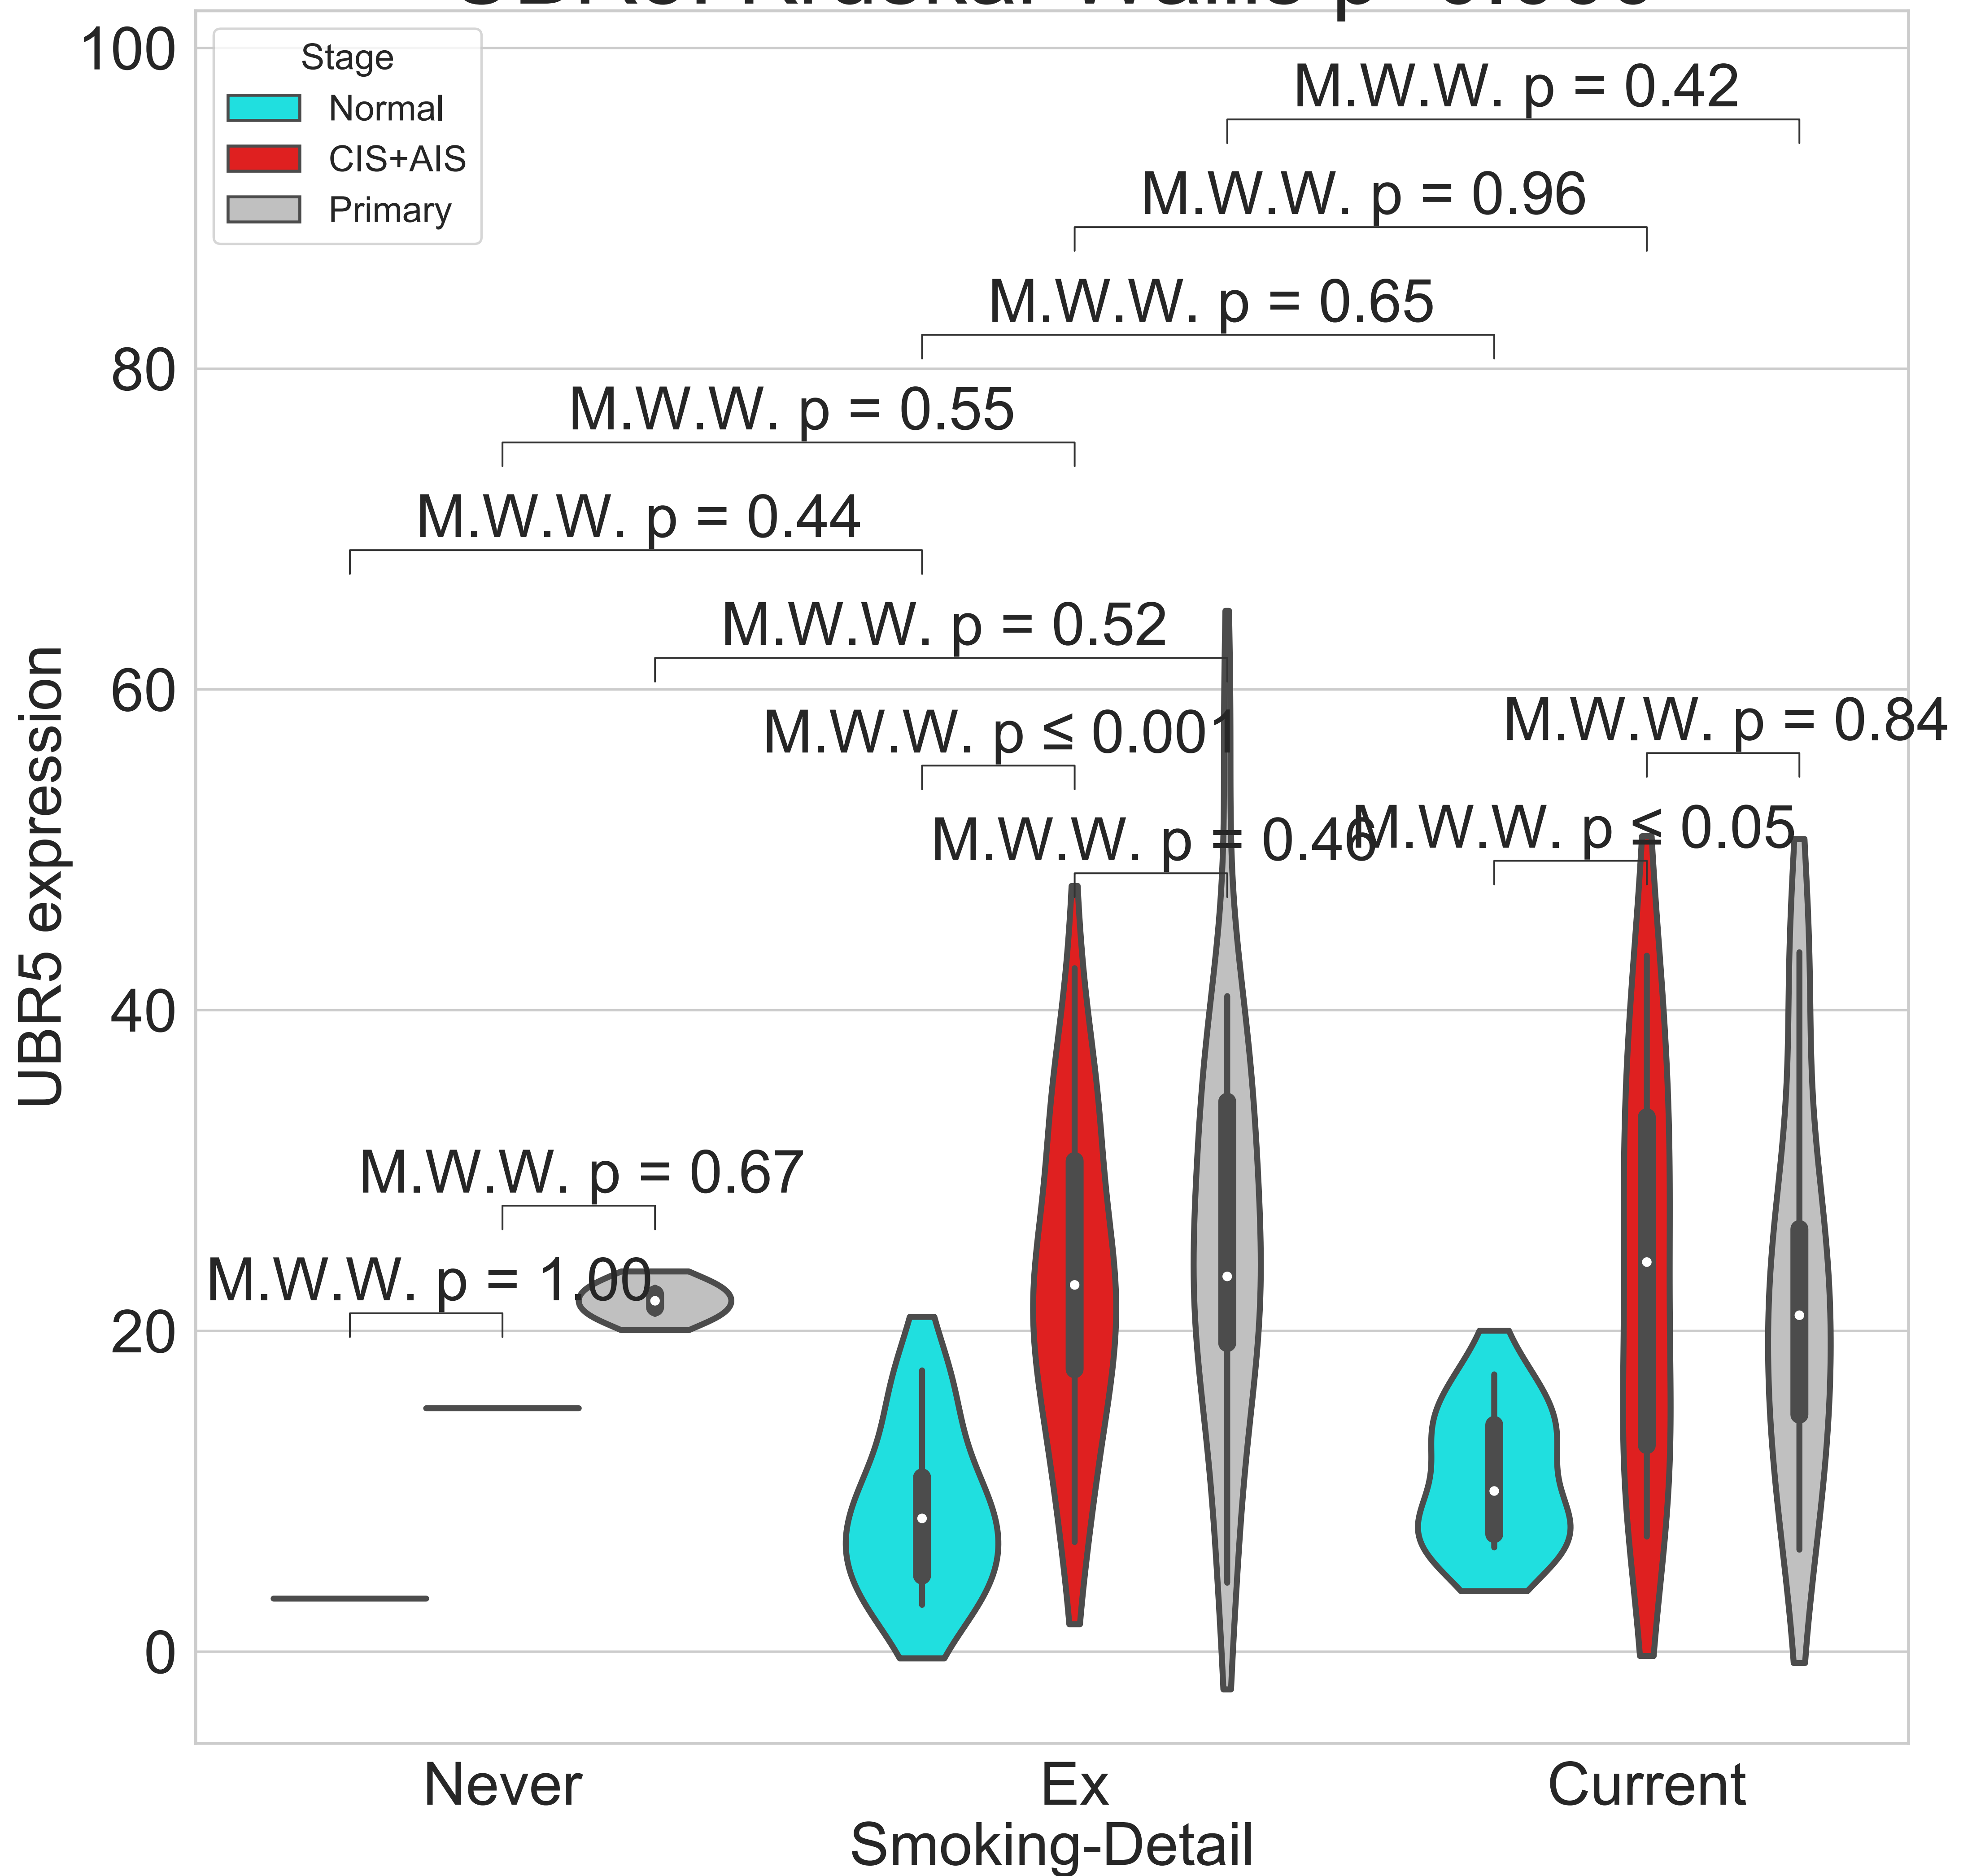 100
80
60
40
20
0
UBR5 expression
Stage
Normal
CIS+AIS
Primary
M.W.W. p = 0.42
M.W.W. p = 0.96
M.W.W. p = 0.65
M.W.W. p = 0.55
M.W.W. p = 0.44
M.W.W. p = 0.52
M.W.W. p ≤ 0.001
M.W.W. p = 0.84
M.W.W. p = 0.46
M.W.W. p ≤ 0.05
M.W.W. p = 0.67
M.W.W. p = 1.00
Never
Ex
Current
Smoking-Detail